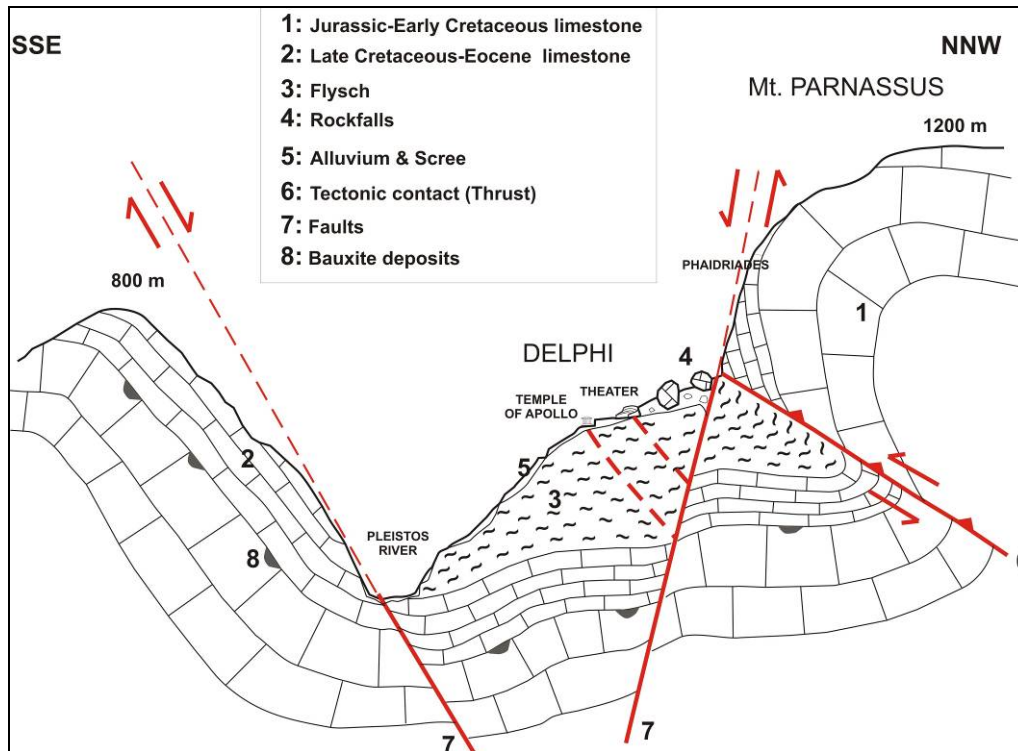 SSE
1: Jurassic-Early Cretaceous limestone
2: Late Cretaceous-Eocene limestone
3: Flysch
4: Rockfalls
5: Alluvium & Scree
6: Tectonic contact (Thrust)
7: Faults
8: Bauxite deposits
NNW
Mt. PARNASSUS
1200 m
800 m
PHAIDRIADES
1
DELPHI
4
THEATER
TEMPLE
OF APOLLO
2
5
3
PLEISTOS
RIVER
8
7
7